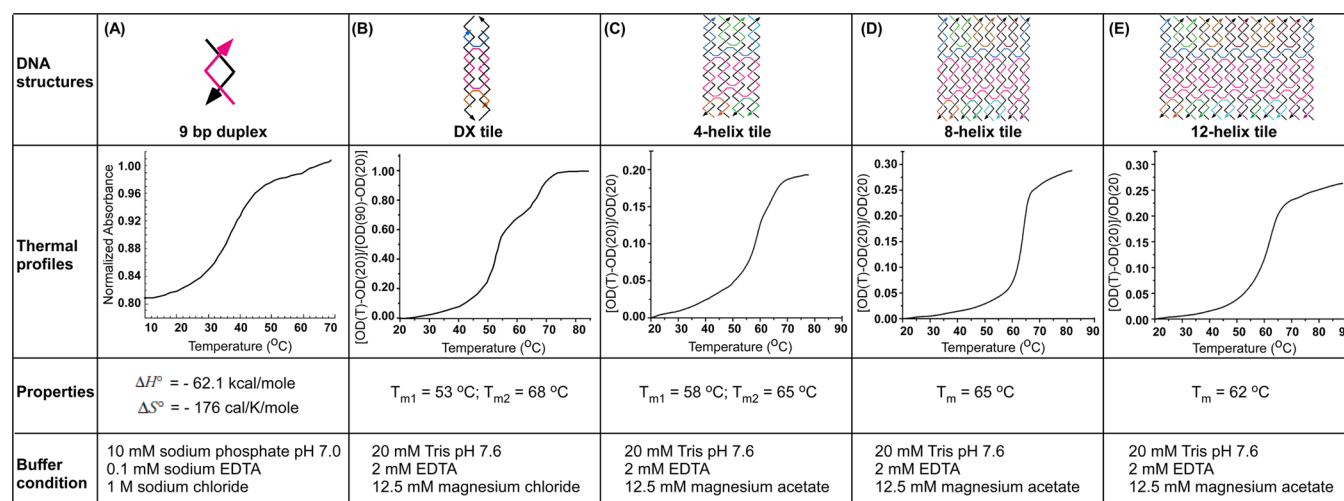 DNA
structures
(A)
9 bp duplex
(B)
DX tile
(C)
4-helix tile
(D)
8-helix tile
(E)
12-helix tile
Thermal
profiles
Normalized Absorbance
1.00
0.96
0.92
0.88
0.84
0.80
10 20 30 40 50 60 70
Temperature (°C)
[OD(T)-OD(20)]/[OD(90)-OD(20)]
1.00
0.80
0.60
0.40
0.20
0.00
20 30 40 50 60 70 80
Temperature (°C)
[OD(T)-OD(20)]/OD(20)
0.20
0.15
0.10
0.05
0.00
20 30 40 50 60 70 80 90
Temperature (°C)
[OD(T)-OD(20)]/OD(20)
0.30
0.25
0.20
0.15
0.10
0.05
0.00
20 30 40 50 60 70 80 90
Temperature (°C)
[OD(T)-OD(20)]/OD(20)
0.30
0.25
0.20
0.15
0.10
0.05
0.00
20 30 40 50 60 70 80 90
Temperature (°C)
Properties
ΔH° = - 62.1 kcal/mole
ΔS° = - 176 cal/K/mole
Tm1 = 53 °C; Tm2 = 68 °C
Tm1 = 58 °C; Tm2 = 65 °C
Tm = 65 °C
Tm = 62 °C
Buffer
condition
10 mM sodium phosphate pH 7.0
0.1 mM sodium EDTA
1 M sodium chloride
20 mM Tris pH 7.6
2 mM EDTA
12.5 mM magnesium chloride
20 mM Tris pH 7.6
2 mM EDTA
12.5 mM magnesium acetate
20 mM Tris pH 7.6
2 mM EDTA
12.5 mM magnesium acetate
20 mM Tris pH 7.6
2 mM EDTA
12.5 mM magnesium acetate